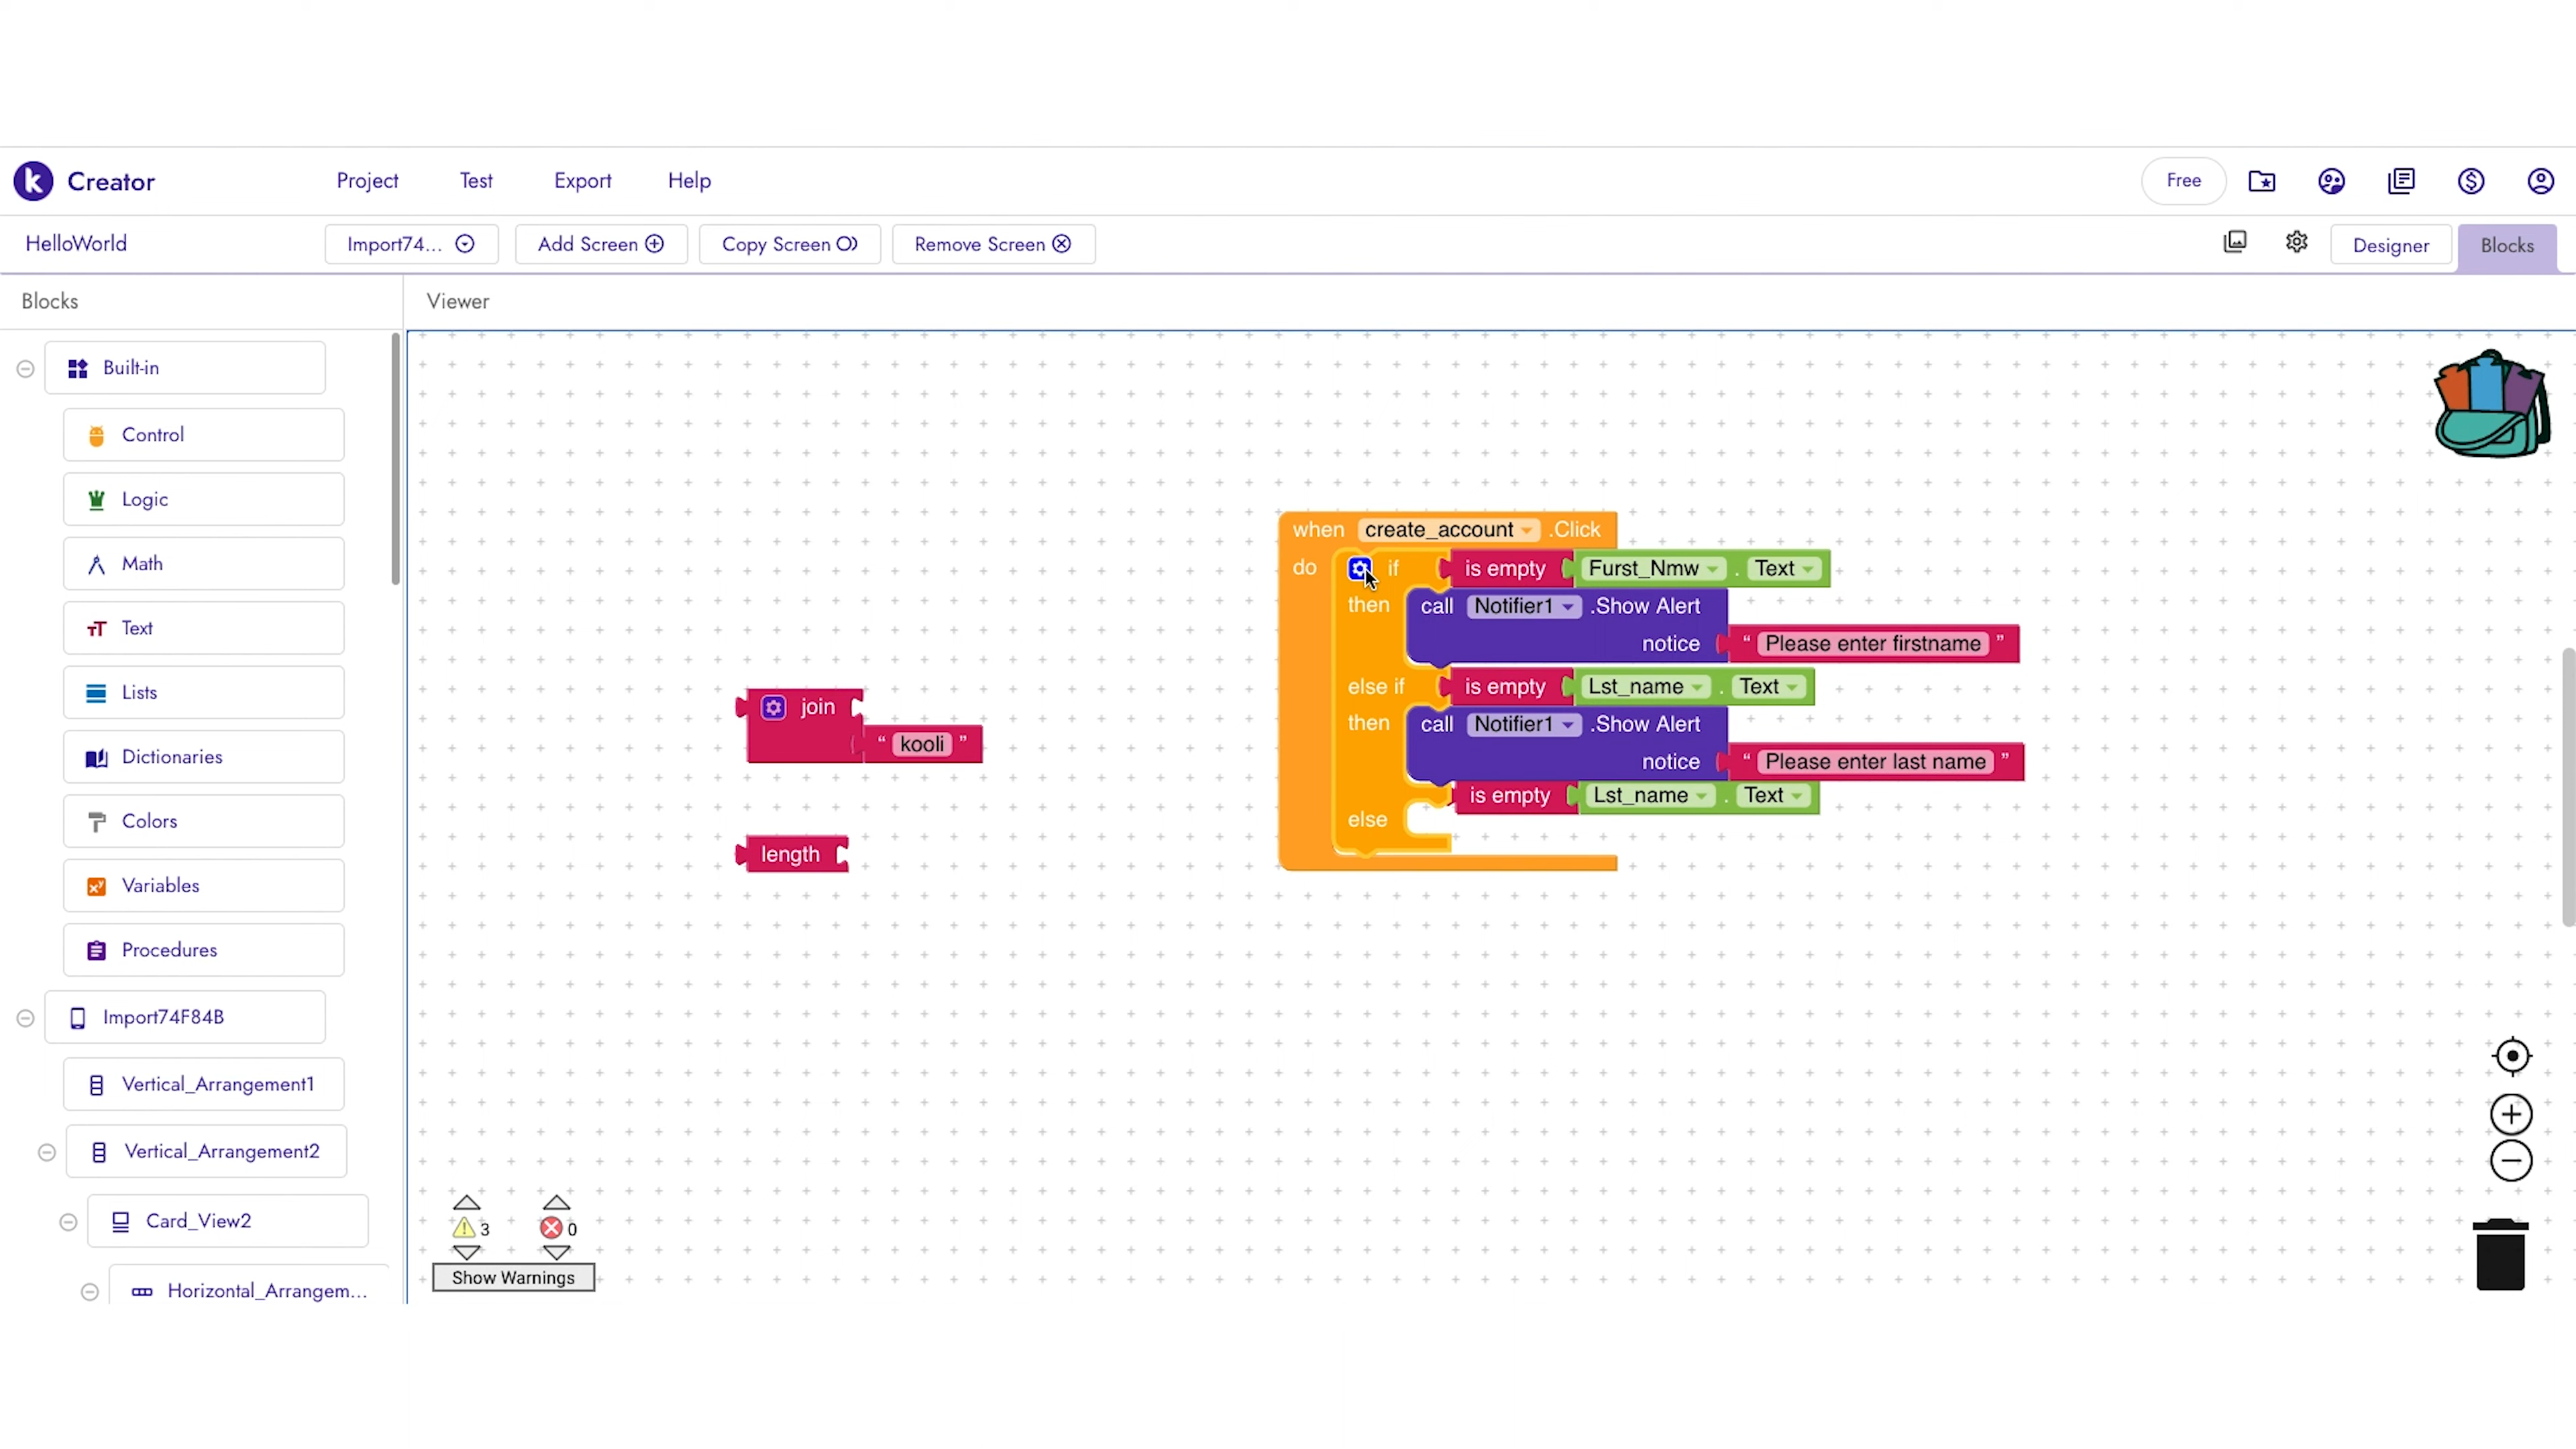 k Creator Project Test Export Help Free
HelloWorld Import74... Add Screen Copy Screen Remove Screen Designer Blocks
Blocks Viewer
Built-in
Control
Logic
Math
Text
Lists
Dictionaries
Colors
Variables
Procedures
Import74F84B
Vertical_Arrangement1
Vertical_Arrangement2
Card_View2
Horizontal_Arrangem...
join
“ kooli ”
length
when create_account .Click
do if is empty Furst_Nmw . Text
then call Notifier1 .Show Alert
notice “ Please enter firstname ”
else if is empty Lst_name . Text
then call Notifier1 .Show Alert
notice “ Please enter last name ”
is empty Lst_name . Text
else
3 0
Show Warnings